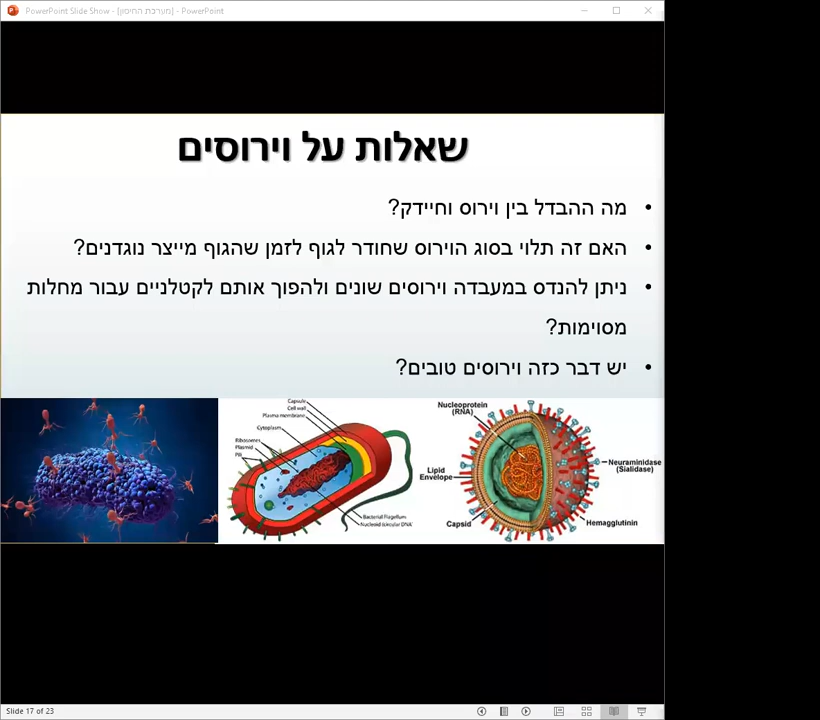 PowerPoint Slide Show - [מערכת החיסון] - PowerPoint
שאלות על וירוסים
מה ההבדל בין וירוס וחיידק?
האם זה תלוי בסוג הוירוס שחודר לגוף לזמן שהגוף מייצר נוגדנים?
ניתן להנדס במעבדה וירוסים שונים ולהפוך אותם לקטלניים עבור מחלות
מסוימות?
יש דבר כזה וירוסים טובים?
Capsule
Cell wall
Plasma membrane
Cytoplasm
Ribosomes
Plasmid
Pili
Bacterial Flagellum
Nucleoid (circular DNA)
Nucleoprotein
(RNA)
Lipid
Envelope
Capsid
Neuraminidase
(Sialidase)
Hemagglutinin
Slide 17 of 23